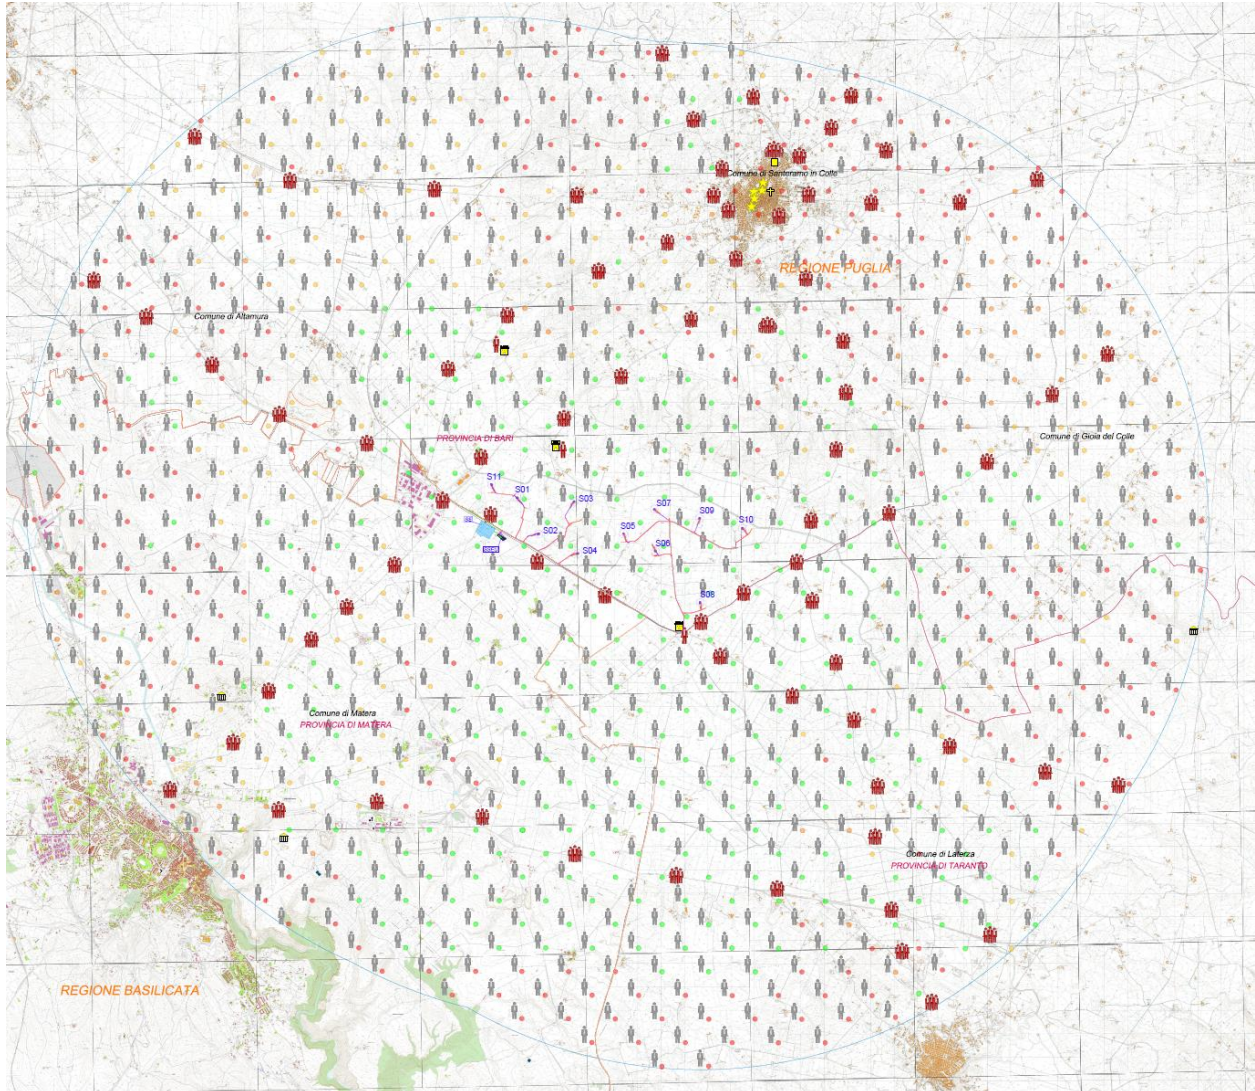 Comune di Santeramo in Colle
REGIONE PUGLIA
Comune di Altamura
PROVINCIA DI BARI
Comune di Gioia del Colle
S11
S01
S03
S07
S09
S10
S05
S02
S06
S04
S08
Comune di Matera
PROVINCIA DI MATERA
Comune di Laterza
PROVINCIA DI TARANTO
REGIONE BASILICATA